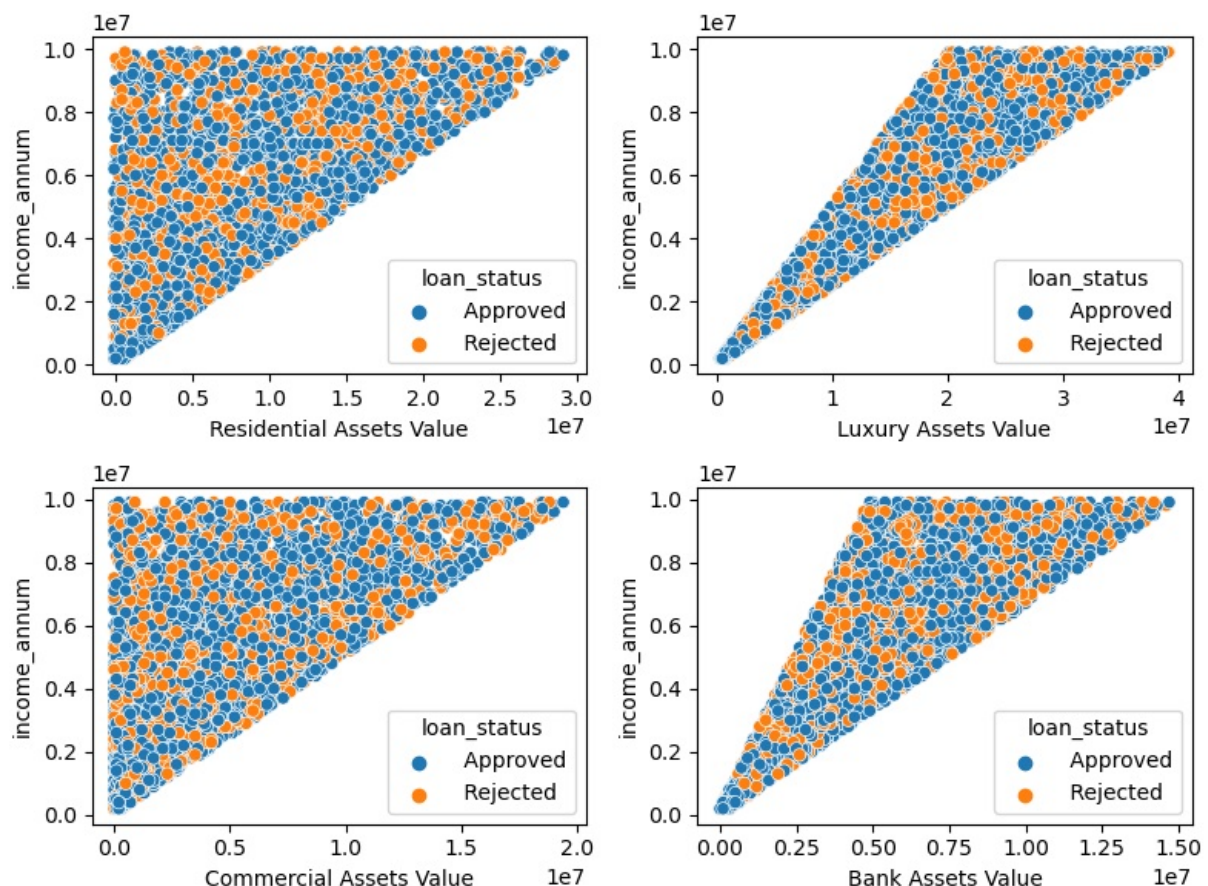 1e7
1.0
0.8
0.6
0.4
0.2
0.0
income_annum
loan_status
Approved
Rejected
0.0 0.5 1.0 1.5 2.0 2.5 3.0
1e7
Residential Assets Value
1e7
1.0
0.8
0.6
0.4
0.2
0.0
income_annum
loan_status
Approved
Rejected
0 1 2 3 4
1e7
Luxury Assets Value
1e7
1.0
0.8
0.6
0.4
0.2
0.0
income_annum
loan_status
Approved
Rejected
0.0 0.5 1.0 1.5 2.0
1e7
Commercial Assets Value
1e7
1.0
0.8
0.6
0.4
0.2
0.0
income_annum
loan_status
Approved
Rejected
0.00 0.25 0.50 0.75 1.00 1.25 1.50
1e7
Bank Assets Value